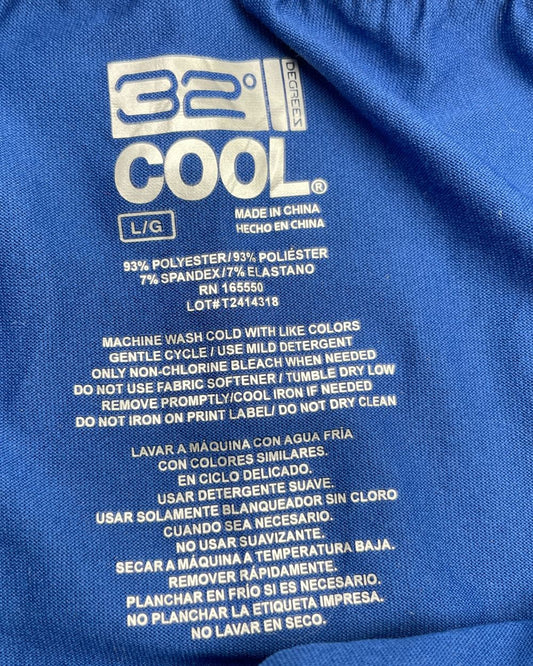 32°
DEGREES
COOL®
L/G
MADE IN CHINA
HECHO EN CHINA
93% POLYESTER/93% POLIÉSTER
7% SPANDEX/7% ELASTANO
RN 165550
LOT#T2414318
MACHINE WASH COLD WITH LIKE COLORS
GENTLE CYCLE / USE MILD DETERGENT
ONLY NON-CHLORINE BLEACH WHEN NEEDED
DO NOT USE FABRIC SOFTENER / TUMBLE DRY LOW
REMOVE PROMPTLY/COOL IRON IF NEEDED
DO NOT IRON ON PRINT LABEL/ DO NOT DRY CLEAN
LAVAR A MÁQUINA CON AGUA FRÍA
CON COLORES SIMILARES.
EN CICLO DELICADO.
USAR DETERGENTE SUAVE.
USAR SOLAMENTE BLANQUEADOR SIN CLORO
CUANDO SEA NECESARIO.
NO USAR SUAVIZANTE.
SECAR A MÁQUINA A TEMPERATURA BAJA.
REMOVER RÁPIDAMENTE.
PLANCHAR EN FRÍO SI ES NECESARIO.
NO PLANCHAR LA ETIQUETA IMPRESA.
NO LAVAR EN SECO.